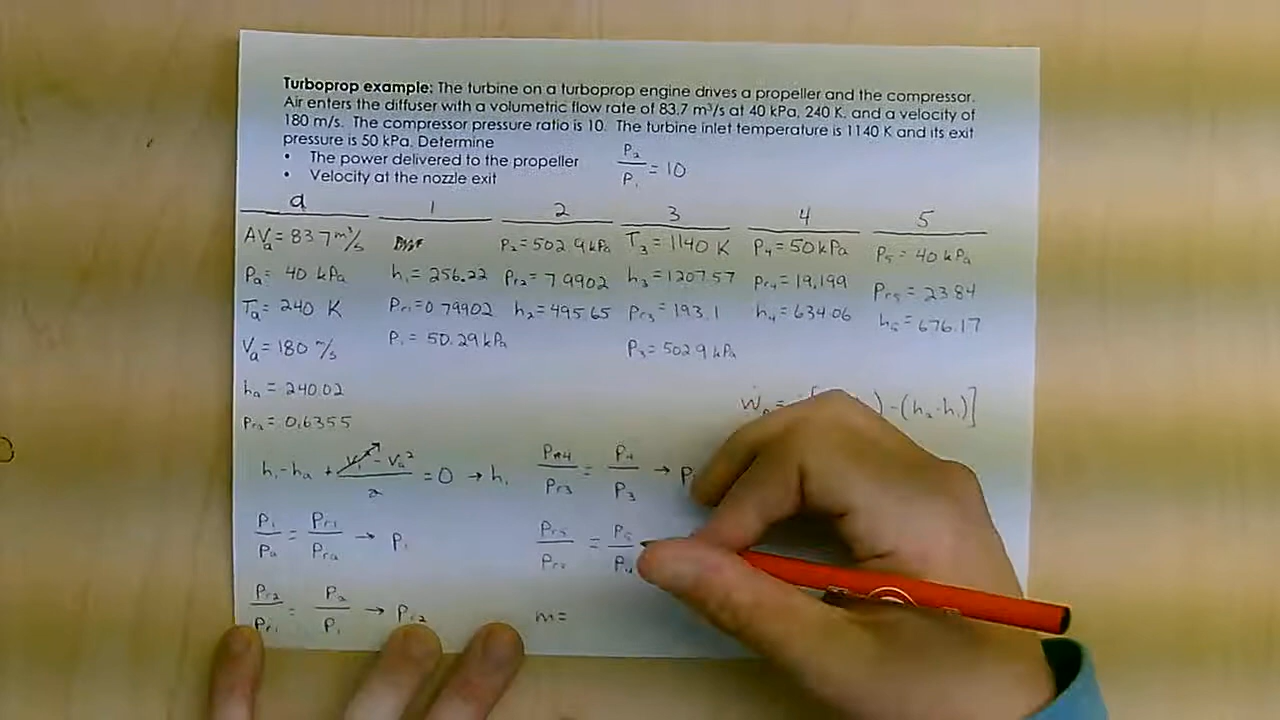 Turboprop example: The turbine on a turboprop engine drives a propeller and the compressor.
Air enters the diffuser with a volumetric flow rate of 83.7 m³/s at 40 kPa, 240 K, and a velocity of
180 m/s. The compressor pressure ratio is 10. The turbine inlet temperature is 1140 K and its exit
pressure is 50 kPa. Determine
• The power delivered to the propeller
• Velocity at the nozzle exit
P₂/P₁ = 10
a 1 2 3 4 5
AVₐ = 83 7 m³/s P₂ = 502 9 kPa T₃ = 1140 K P₄ = 50 kPa P₅ = 40 kPa
Pₐ = 40 kPa h₁ = 256.22 Pr₂ = 7 9902 h₃ = 1207.57 Pr₄ = 19,199 Pr₅ = 23 84
Tₐ = 240 K Pr₁ = 0 79902 h₂ = 495 65 Pr₃ = 193.1 h₄ = 634.06 h₅ = 676.17
Vₐ = 180 m/s P₁ = 50.29 kPa P₃ = 502 9 kPa
hₐ = 240.02
Prₐ = 0,6355
) - (h₂ - h₁)]
h₁ - hₐ + (V₁² - Vₐ²)/2 = 0 → h₁
Pr4/Pr3 = P4/P3 → P
P₁/Pₐ = Pr₁/Prₐ → P₁
Pr₅ = P₅
Pr₂/Pr₁ = P₂/P₁ → Pr₂
m =